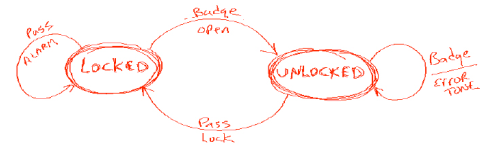 Badge
open
Pass
ALARM
LOCKED
UNLOCKED
Badge
ERROR
TONE
Pass
Lock